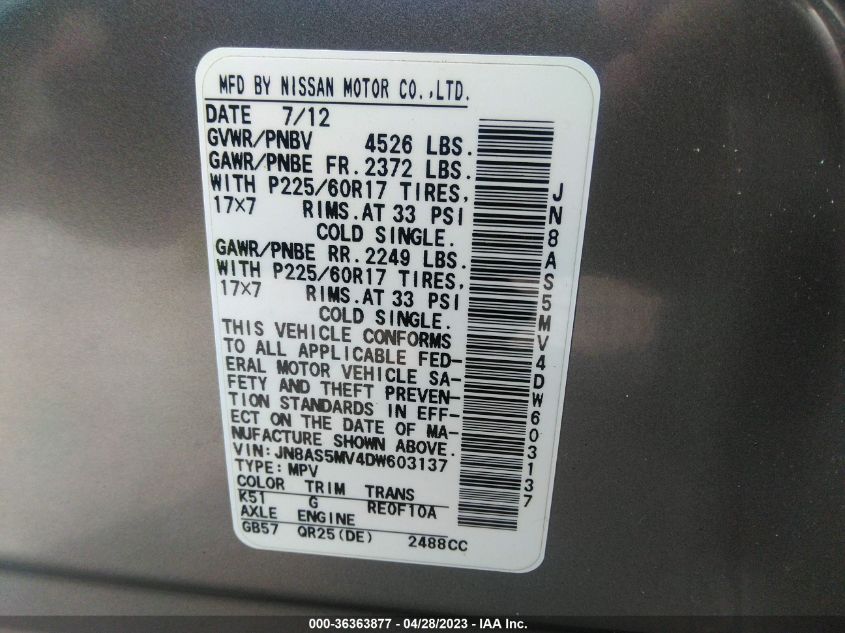 MFD BY NISSAN MOTOR CO.,LTD.
DATE 7/12
GVWR/PNBV 4526 LBS.
GAWR/PNBE FR.2372 LBS.
WITH P225/60R17 TIRES,
17×7 RIMS.AT 33 PSI
COLD SINGLE.
GAWR/PNBE RR.2249 LBS.
WITH P225/60R17 TIRES,
17×7 RIMS.AT 33 PSI
COLD SINGLE.
THIS VEHICLE CONFORMS
TO ALL APPLICABLE FED-
ERAL MOTOR VEHICLE SA-
FETY AND THEFT PREVEN-
TION STANDARDS IN EFF-
ECT ON THE DATE OF MA-
NUFACTURE SHOWN ABOVE.
VIN: JN8AS5MV4DW603137
TYPE: MPV
COLOR TRIM TRANS
K51 G RE0F10A
AXLE ENGINE
GB57 QR25(DE) 2488CC
JN8AS5MV4DW603137
000-36363877 - 04/28/2023 - IAA Inc.